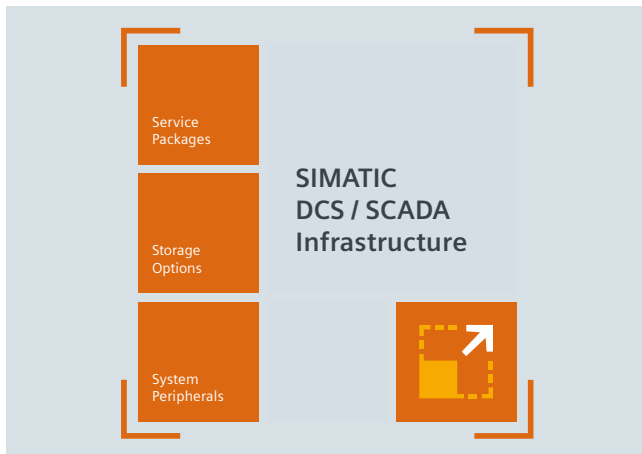 Service
Packages
SIMATIC
DCS / SCADA
Infrastructure
Storage
Options
System
Peripherals